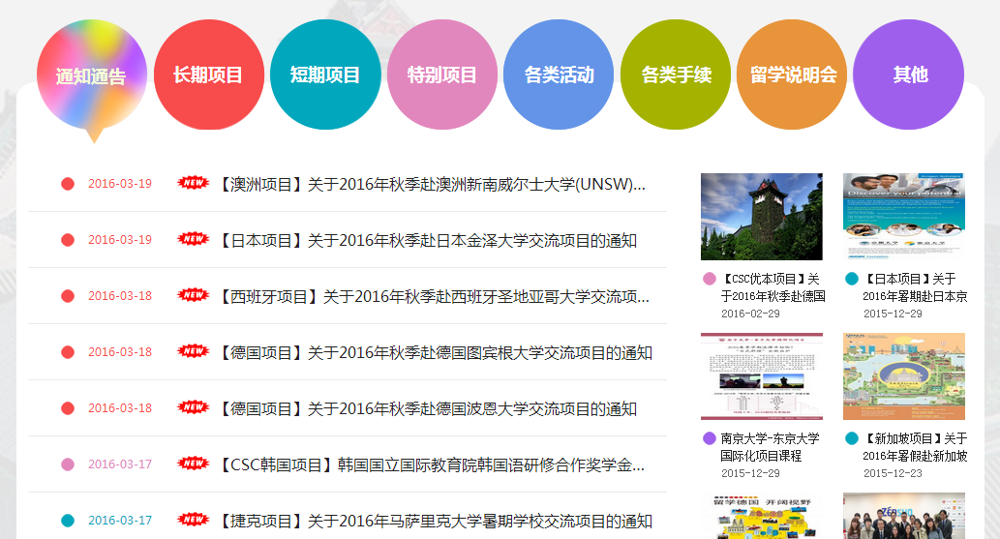 通知通告
长期项目
短期项目
特别项目
各类活动
各类手续
留学说明会
其他
2016-03-19 NEW 【澳洲项目】关于2016年秋季赴澳洲新南威尔士大学(UNSW)...
2016-03-19 NEW 【日本项目】关于2016年秋季赴日本金泽大学交流项目的通知
2016-03-18 NEW 【西班牙项目】关于2016年秋季赴西班牙圣地亚哥大学交流项...
2016-03-18 NEW 【德国项目】关于2016年秋季赴德国图宾根大学交流项目的通知
2016-03-18 NEW 【德国项目】关于2016年秋季赴德国波恩大学交流项目的通知
2016-03-17 NEW 【CSC韩国项目】韩国国立国际教育院韩国语研修合作奖学金...
2016-03-17 NEW 【捷克项目】关于2016年马萨里克大学暑期学校交流项目的通知
【CSC优本项目】关
于2016年秋季赴德国
2016-02-29
Discover your potential
【日本项目】关于
2016年暑期赴日本京
2015-12-29
南京大学-东京大学
国际化项目课程
2015-12-29
【新加坡项目】关于
2016年暑假赴新加坡
2015-12-23
留学德国 开阔视野